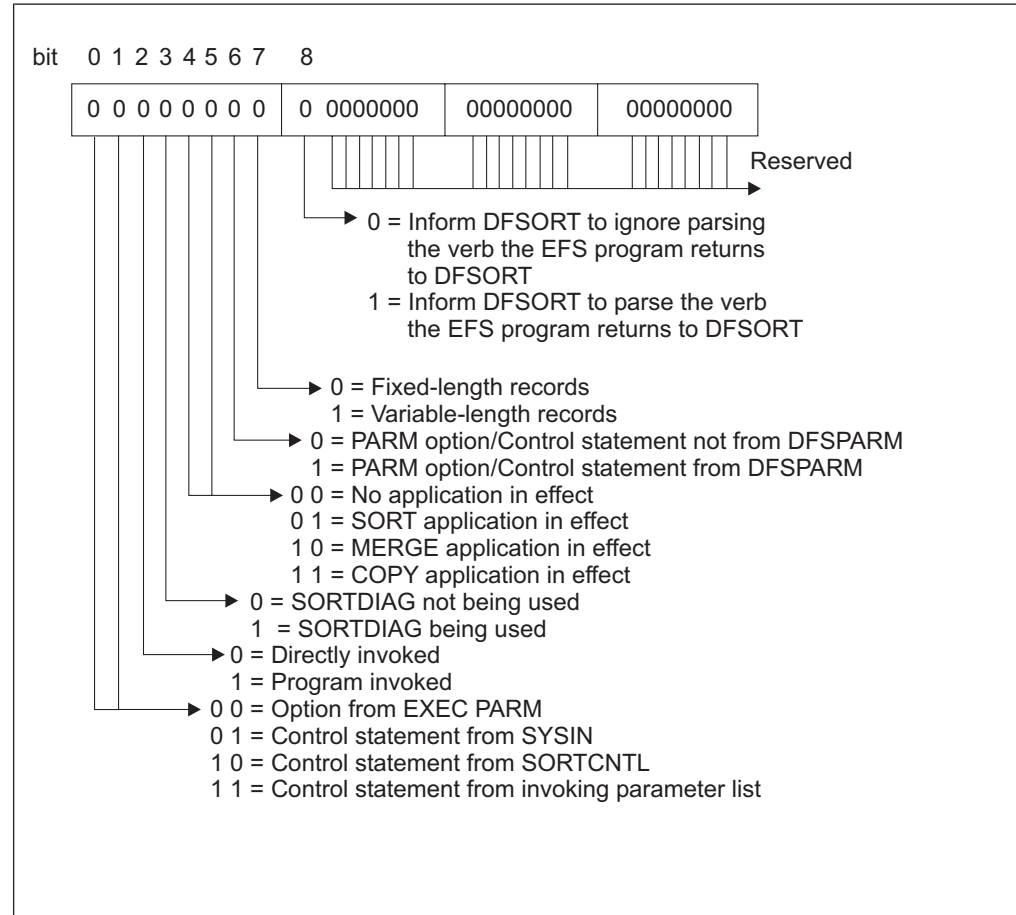 bit 0 1 2 3 4 5 6 7 8
0 0 0 0 0 0 0 0 0 0000000 00000000 00000000
Reserved
0 = Inform DFSORT to ignore parsing
the verb the EFS program returns
to DFSORT
1 = Inform DFSORT to parse the verb
the EFS program returns to DFSORT
0 = Fixed-length records
1 = Variable-length records
0 = PARM option/Control statement not from DFSPARM
1 = PARM option/Control statement from DFSPARM
0 0 = No application in effect
0 1 = SORT application in effect
1 0 = MERGE application in effect
1 1 = COPY application in effect
0 = SORTDIAG not being used
1 = SORTDIAG being used
0 = Directly invoked
1 = Program invoked
0 0 = Option from EXEC PARM
0 1 = Control statement from SYSIN
1 0 = Control statement from SORTCNTL
1 1 = Control statement from invoking parameter list